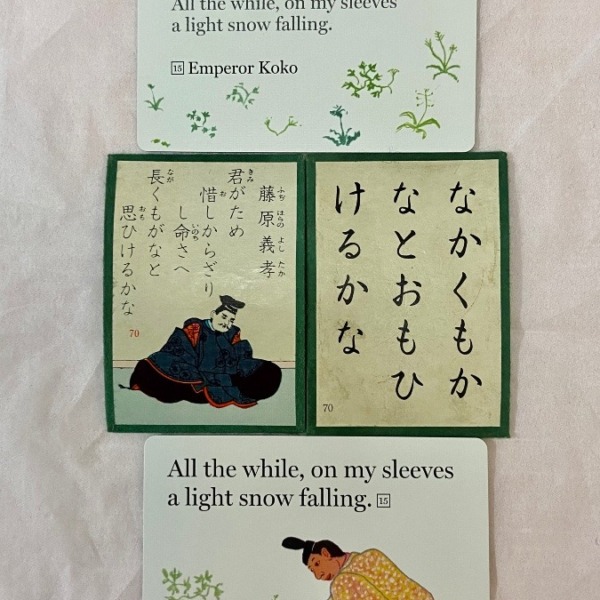 All the while, on my sleeves
a light snow falling.
15 Emperor Koko
ふぢ はらの よし たか
藤原義孝
きみ
君がため
お
惜しからざり
いのち
し命さへ
なが
長くもがなと
おも
思ひけるかな
70
なかくもか
なとおもひ
けるかな
70
All the while, on my sleeves
a light snow falling. 15